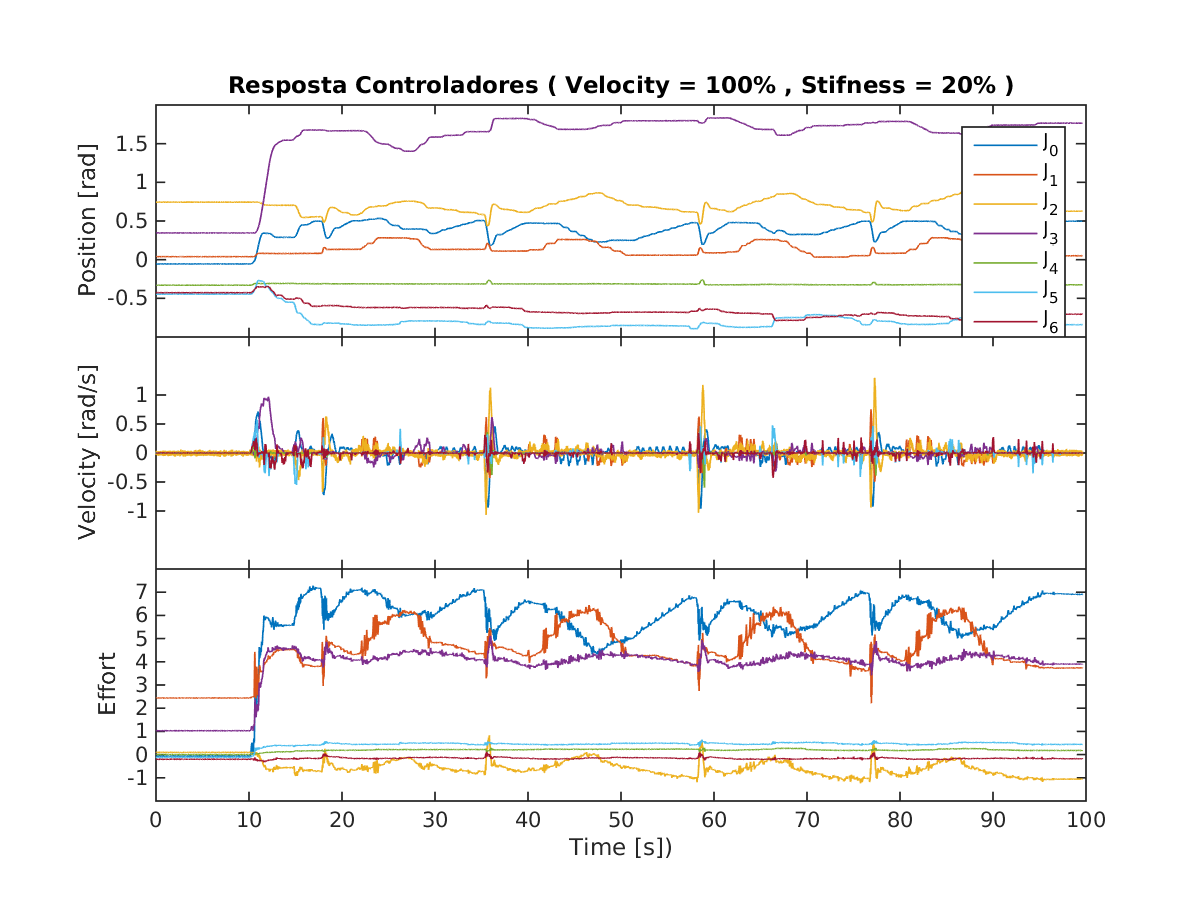 Resposta Controladores ( Velocity = 100% , Stifness = 20% )
Position [rad]
1.5
1
0.5
0
-0.5
J0
J1
J2
J3
J4
J5
J6
Velocity [rad/s]
1
0.5
0
-0.5
-1
Effort
7
6
5
4
3
2
1
0
-1
0 10 20 30 40 50 60 70 80 90 100
Time [s])